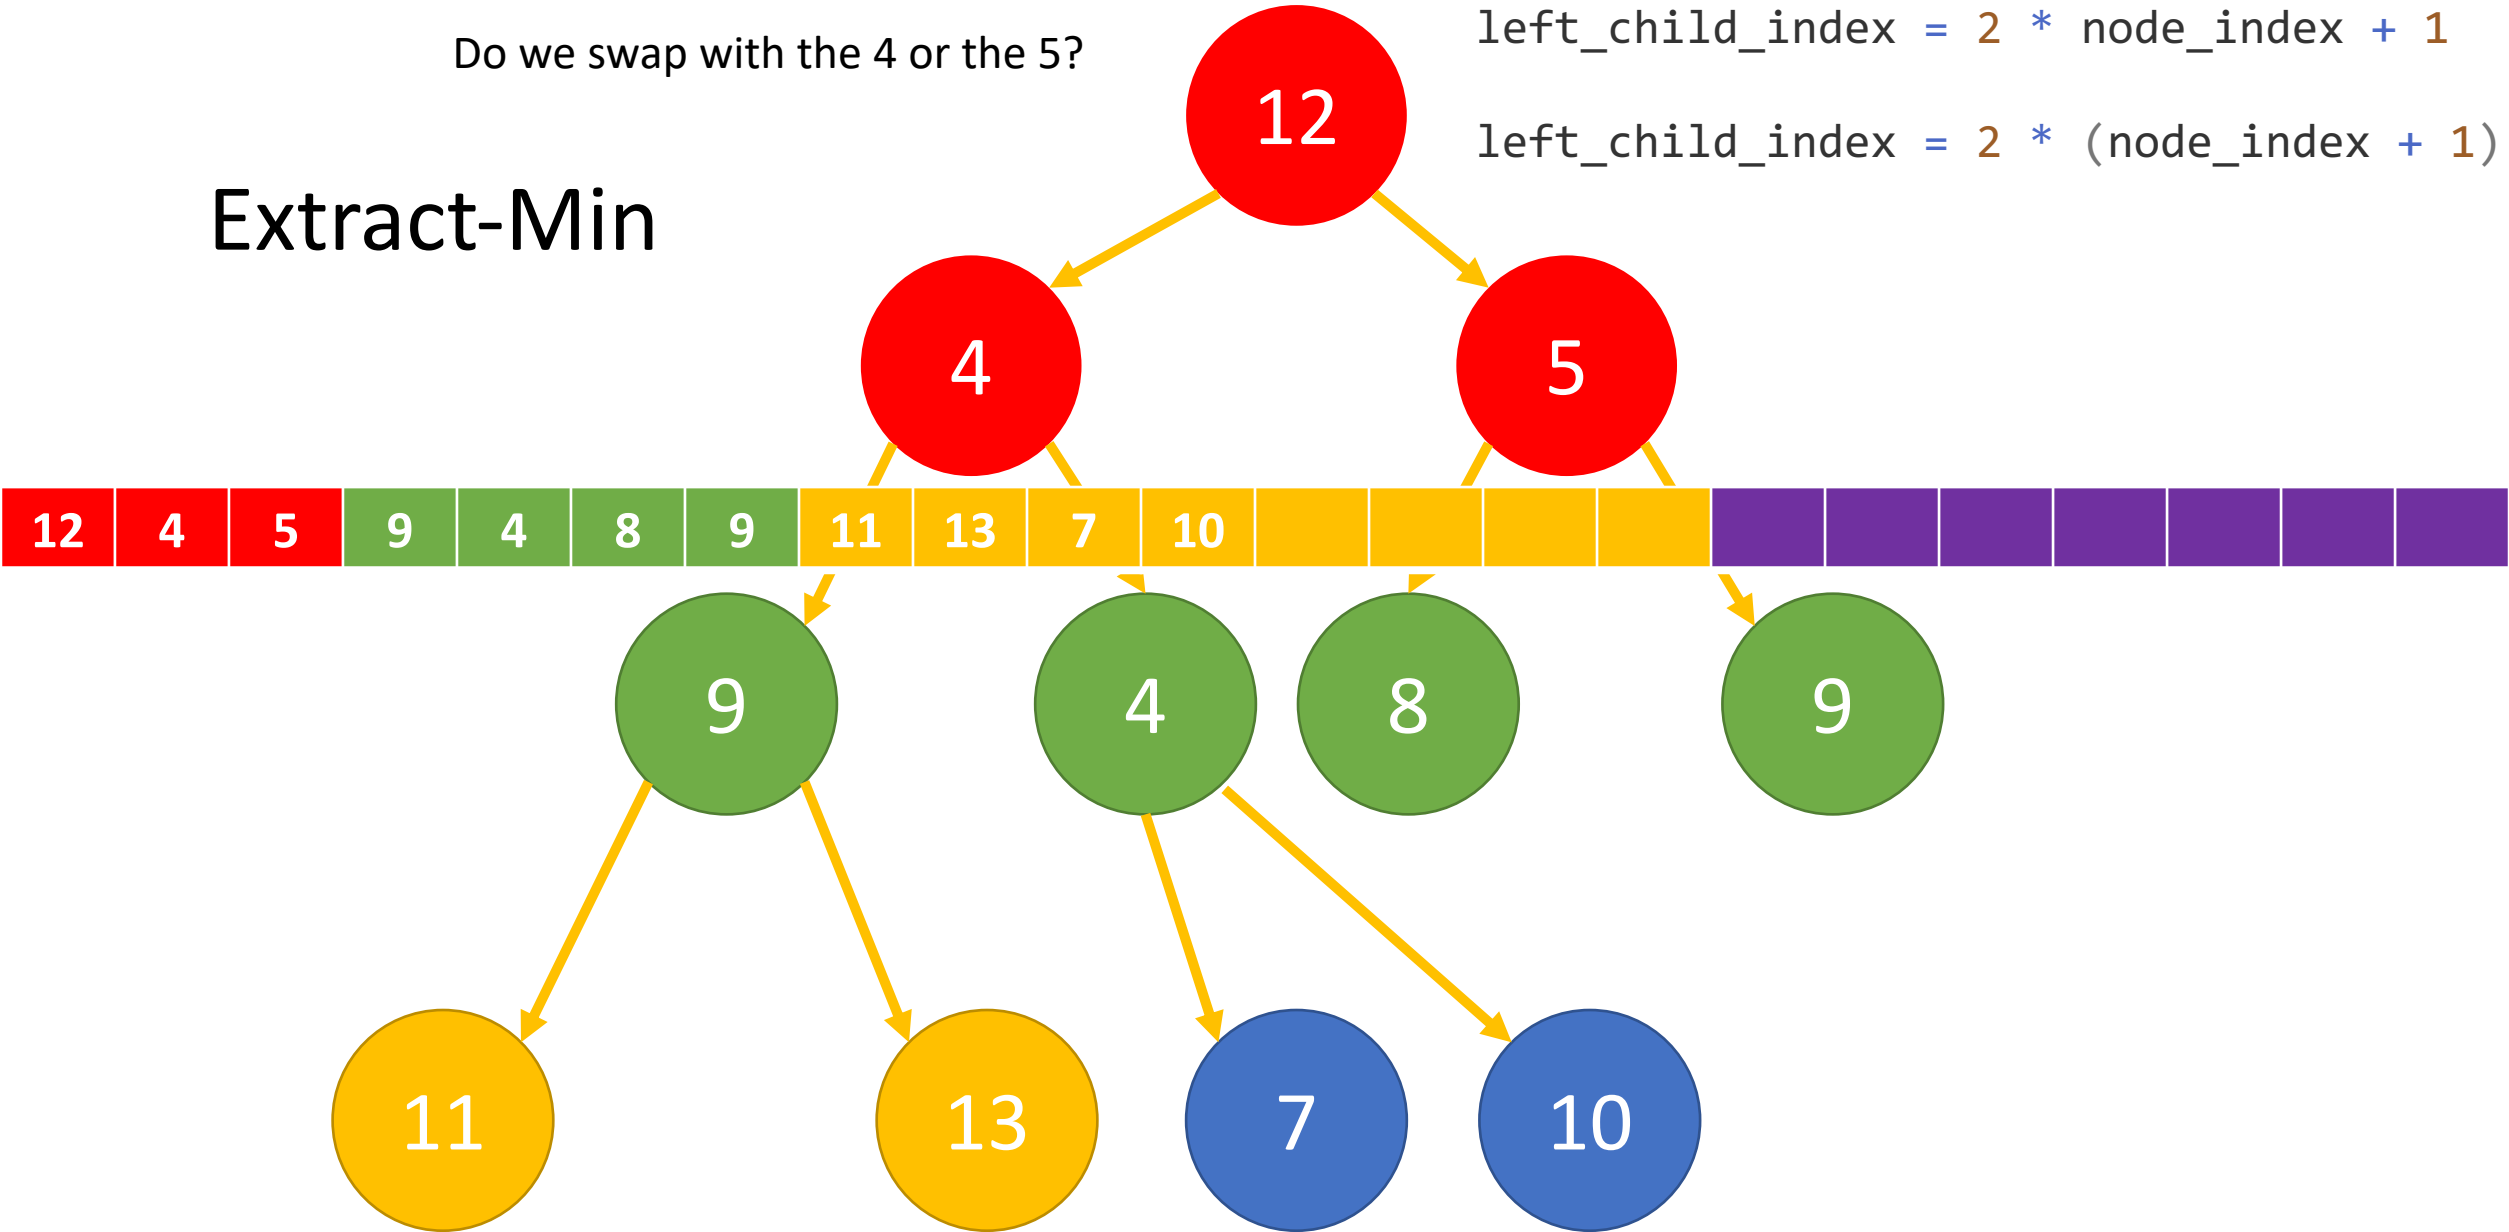 Do we swap with the 4 or the 5?
left_child_index = 2 * node_index + 1
left_child_index = 2 * (node_index + 1)
Extract-Min
12
4 5
12 4 5 9 4 8 9 11 13 7 10
9 4 8 9
11 13 7 10